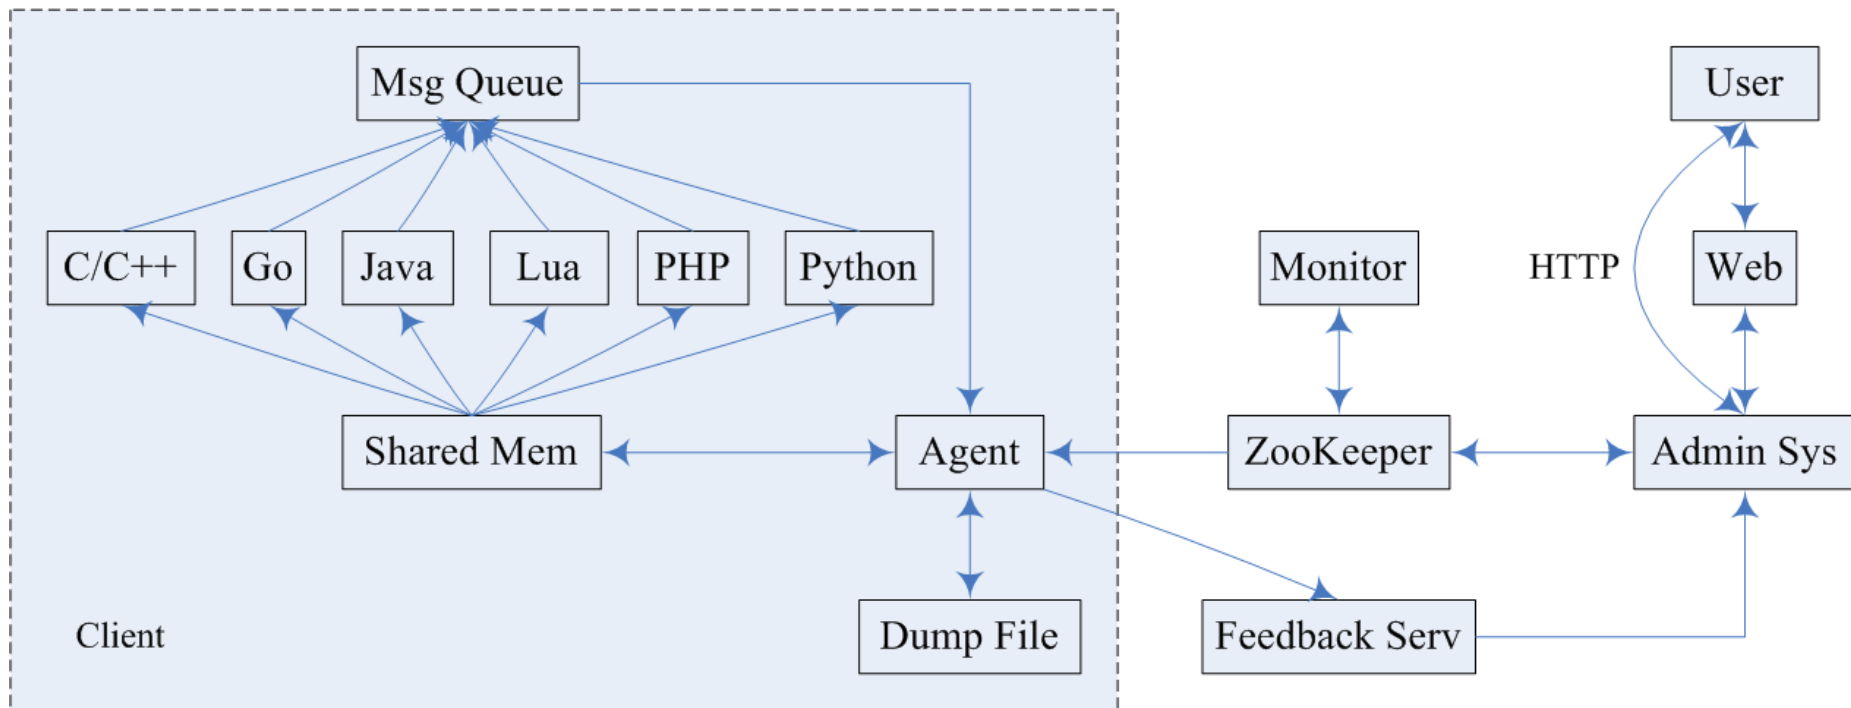 Msg Queue
User
C/C++
Go
Java
Lua
PHP
Python
Monitor
HTTP
Web
Shared Mem
Agent
ZooKeeper
Admin Sys
Client
Dump File
Feedback Serv